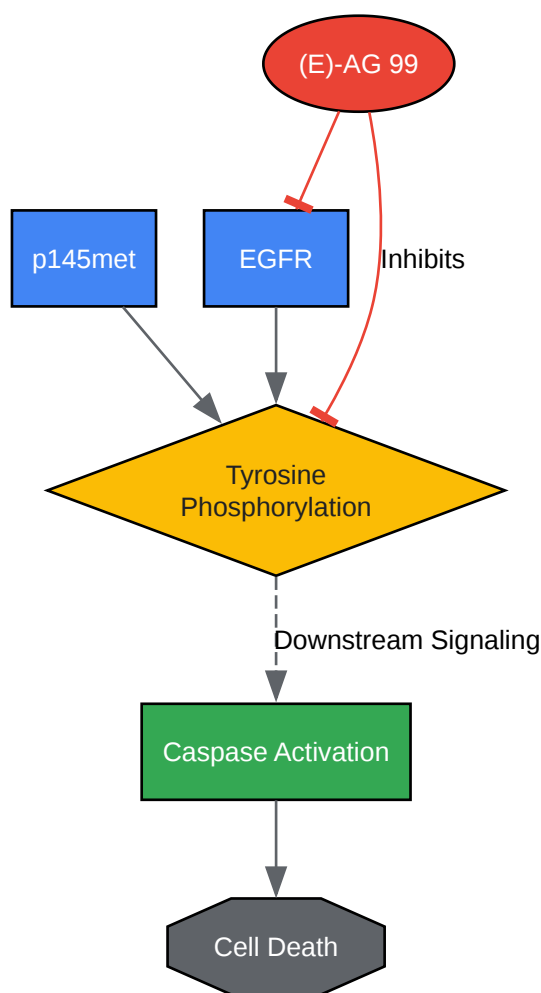 (E)-AG 99
p145met
EGFR
Inhibits
Tyrosine
Phosphorylation
Downstream Signaling
Caspase Activation
Cell Death